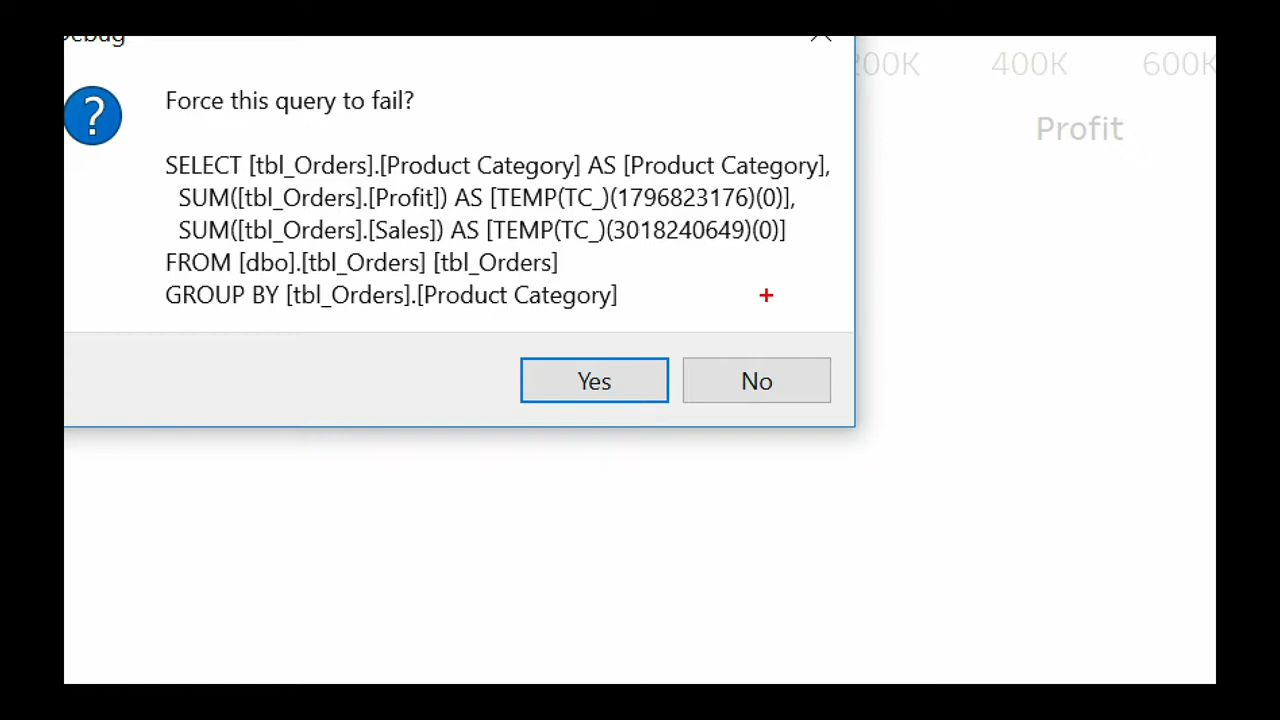 Debug
200K 400K 600K
Profit
Force this query to fail?
SELECT [tbl_Orders].[Product Category] AS [Product Category],
SUM([tbl_Orders].[Profit]) AS [TEMP(TC_)(1796823176)(0)],
SUM([tbl_Orders].[Sales]) AS [TEMP(TC_)(3018240649)(0)]
FROM [dbo].[tbl_Orders] [tbl_Orders]
GROUP BY [tbl_Orders].[Product Category]
Yes No